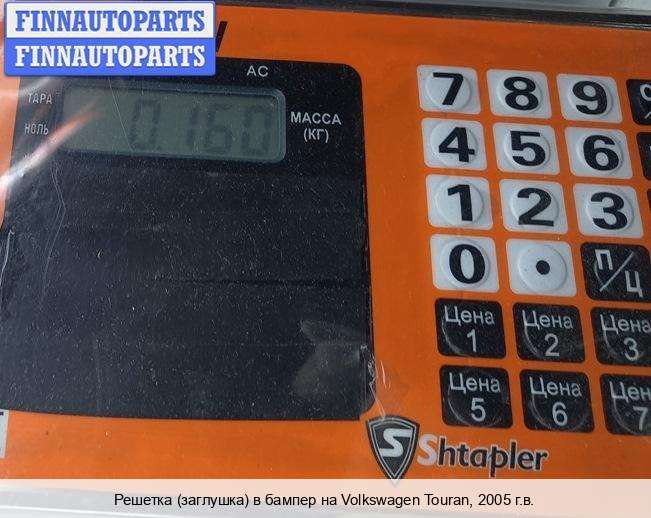 FINNAUTOPARTS
FINNAUTOPARTS
AC
ТАРА
НОЛЬ
0.160
МАССА
(КГ)
7 8 9
4 5 6
1 2 3
0 .
П/Ц
Цена 1
Цена 2
Цена 3
Цена 5
Цена 6
Shtapler
Решетка (заглушка) в бампер на Volkswagen Touran, 2005 г.в.